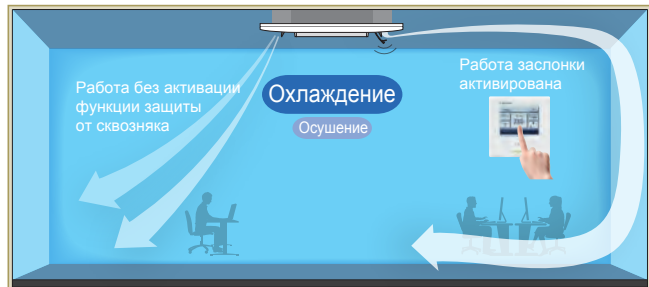 Работа без активации
функции защиты
от сквозняка
Охлаждение
Осушение
Работа заслонки
активирована